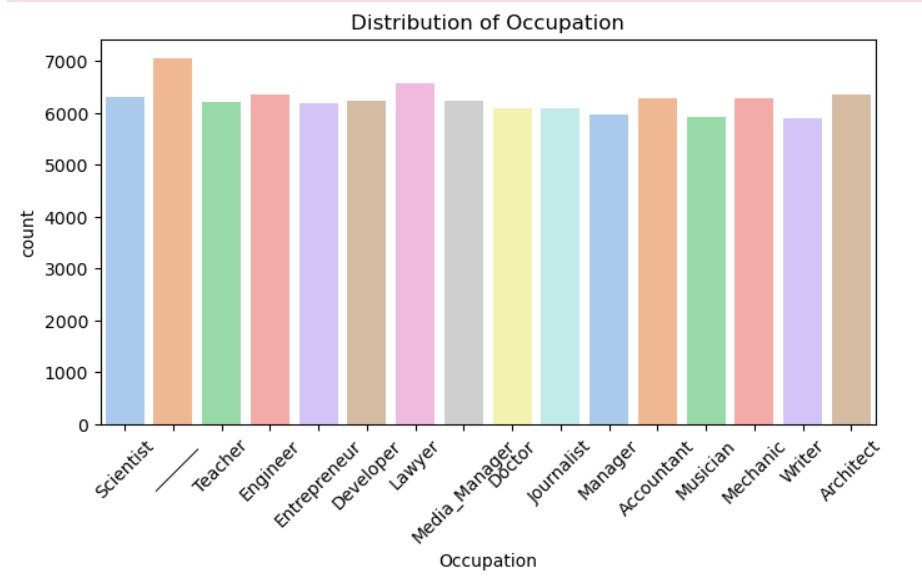 Distribution of Occupation
7000
6000
5000
4000
3000
2000
1000
0
count
Scientist
_______
Teacher
Engineer
Entrepreneur
Developer
Lawyer
Media_Manager
Doctor
Journalist
Manager
Accountant
Musician
Mechanic
Writer
Architect
Occupation